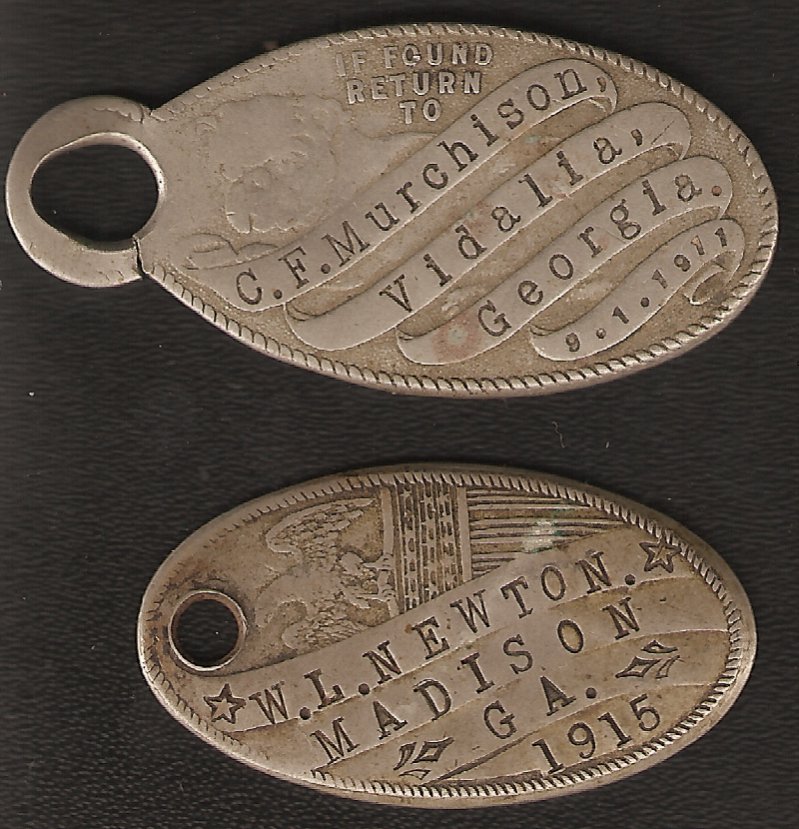 IF FOUND
RETURN
TO
C.F.Murchison,
Vidalia,
Georgia.
9.1.1911
W.L.NEWTON.
MADISON
GA.
1915